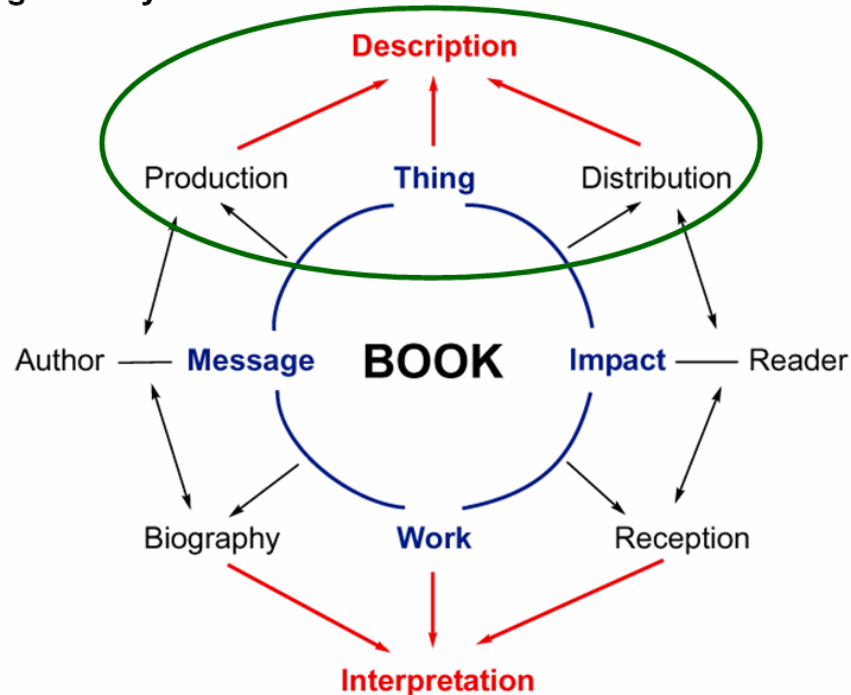 Description
Production Thing Distribution
Author Message BOOK Impact Reader
Biography Work Reception
Interpretation